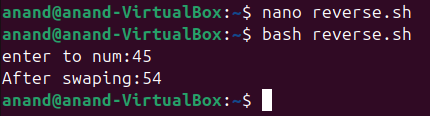 anand@anand-VirtualBox:~$ nano reverse.sh
anand@anand-VirtualBox:~$ bash reverse.sh
enter to num:45
After swaping:54
anand@anand-VirtualBox:~$